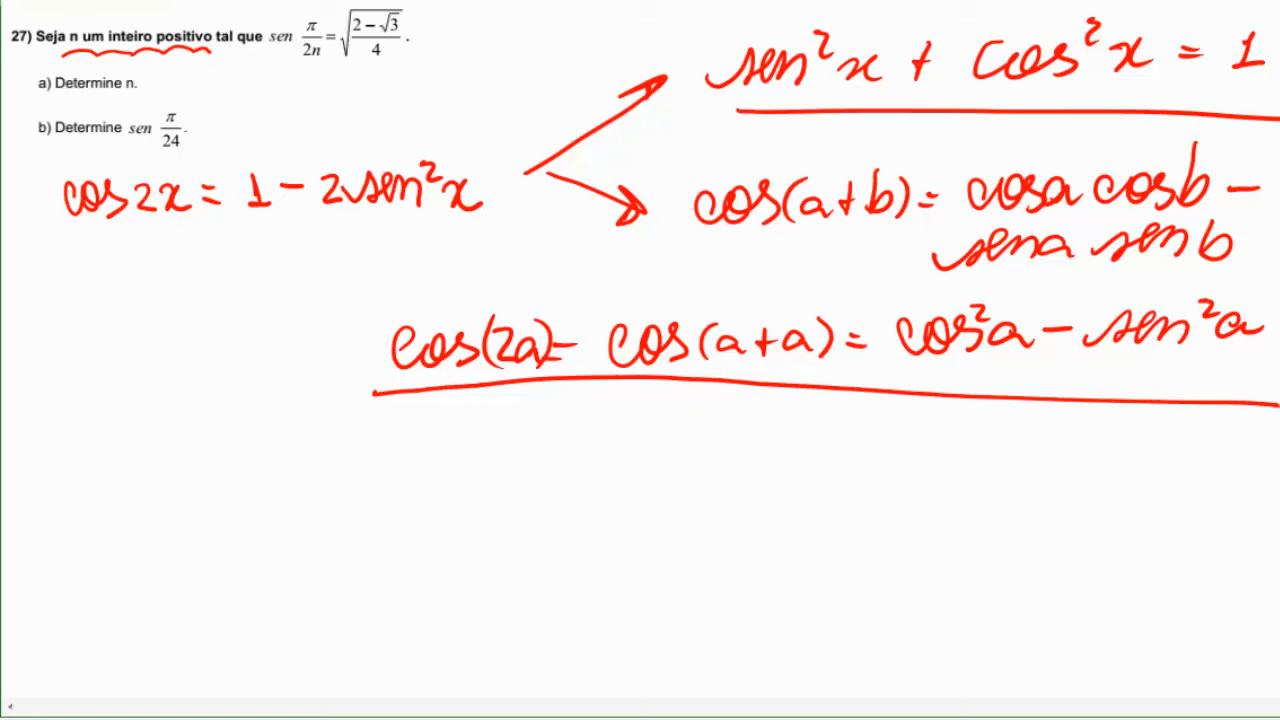 27) Seja n um inteiro positivo tal que sen π/2n = √((2 − √3)/4).
a) Determine n.
b) Determine sen π/24.
sen²x + cos²x = 1
cos2x = 1 − 2sen²x
cos(a+b) = cosa cosb −
sena senb
cos(2a) = cos(a+a) = cos²a − sen²a